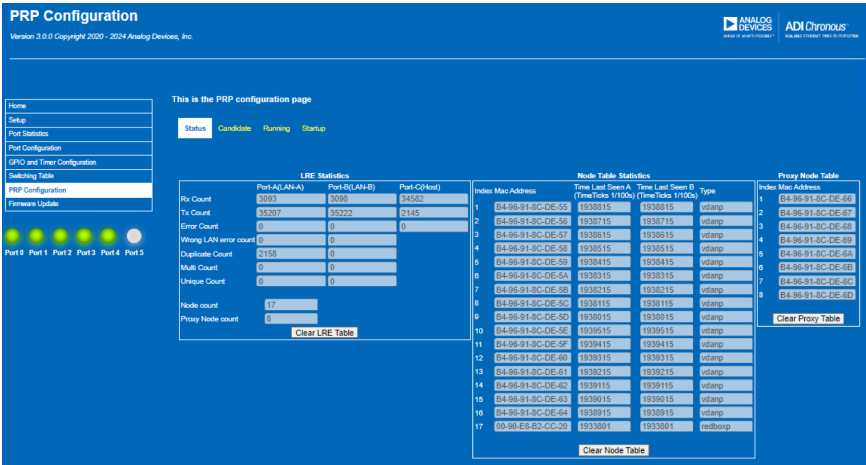 PRP Configuration
Version 3.0.0 Copyright 2020 - 2024 Analog Devices, Inc.
ANALOG DEVICES
AHEAD OF WHAT'S POSSIBLE™
ADI Chronous™
SCALABLE ETHERNET TIMED TO PERFECTION
Home
Setup
Port Statistics
Port Configuration
GPIO and Timer Configuration
Switching Table
PRP Configuration
Firmware Update
Port 0 Port 1 Port 2 Port 3 Port 4 Port 5
This is the PRP configuration page
Status Candidate Running Startup
LRE Statistics
Port-A(LAN-A) Port-B(LAN-B) Port-C(Host)
Rx Count 3093 3098 34582
Tx Count 35207 35222 2145
Error Count 0 0 0
Wrong LAN error count 0 0
Duplicate Count 2158 0
Multi Count 0 0
Unique Count 0 0
Node count 17
Proxy Node count 8
Clear LRE Table
Node Table Statistics
Index Mac Address Time Last Seen A (TimeTicks 1/100s) Time Last Seen B (TimeTicks 1/100s) Type
1 B4-96-91-8C-DE-55 1938815 1938815 vdanp
2 B4-96-91-8C-DE-56 1938715 1938715 vdanp
3 B4-96-91-8C-DE-57 1938615 1938615 vdanp
4 B4-96-91-8C-DE-58 1938515 1938515 vdanp
5 B4-96-91-8C-DE-59 1938415 1938415 vdanp
6 B4-96-91-8C-DE-5A 1938315 1938315 vdanp
7 B4-96-91-8C-DE-5B 1938215 1938215 vdanp
8 B4-96-91-8C-DE-5C 1938115 1938115 vdanp
9 B4-96-91-8C-DE-5D 1938015 1938015 vdanp
10 B4-96-91-8C-DE-5E 1939515 1939515 vdanp
11 B4-96-91-8C-DE-5F 1939415 1939415 vdanp
12 B4-96-91-8C-DE-60 1939315 1939315 vdanp
13 B4-96-91-8C-DE-61 1939215 1939215 vdanp
14 B4-96-91-8C-DE-62 1939115 1939115 vdanp
15 B4-96-91-8C-DE-63 1939015 1939015 vdanp
16 B4-96-91-8C-DE-64 1938915 1938915 vdanp
17 00-90-E8-B2-CC-20 1933801 1933801 redboxp
Clear Node Table
Proxy Node Table
Index Mac Address
1 B4-96-91-8C-DE-66
2 B4-96-91-8C-DE-67
3 B4-96-91-8C-DE-68
4 B4-96-91-8C-DE-69
5 B4-96-91-8C-DE-6A
6 B4-96-91-8C-DE-6B
7 B4-96-91-8C-DE-6C
8 B4-96-91-8C-DE-6D
Clear Proxy Table